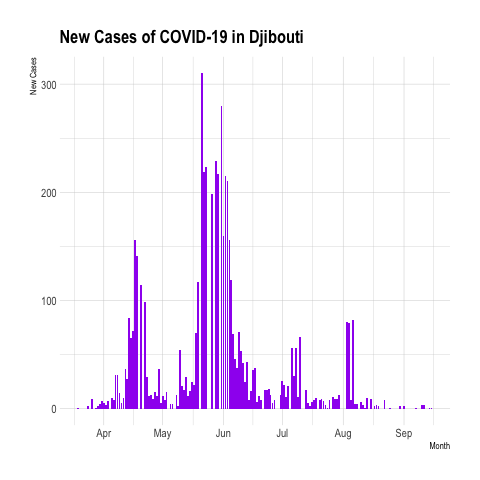 New Cases of COVID-19 in Djibouti
New Cases
300
200
100
0
Apr May Jun Jul Aug Sep
Month